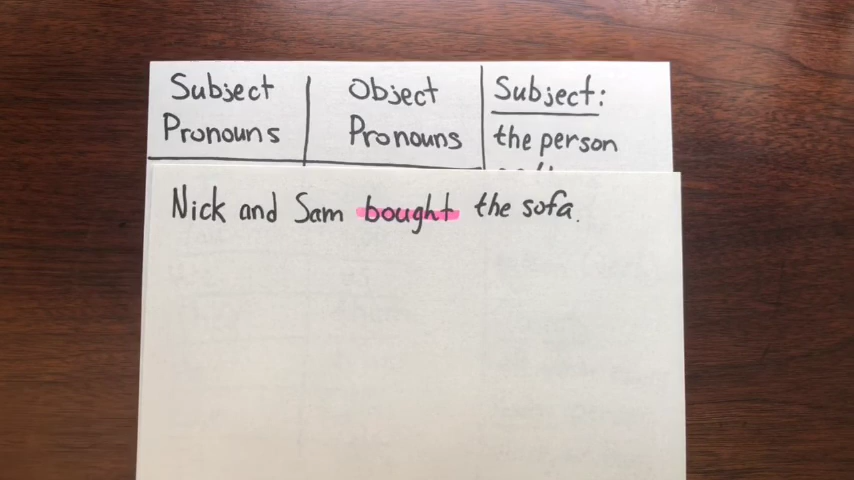 Subject Pronouns
Object Pronouns
Subject:
the person
Nick and Sam bought the sofa.